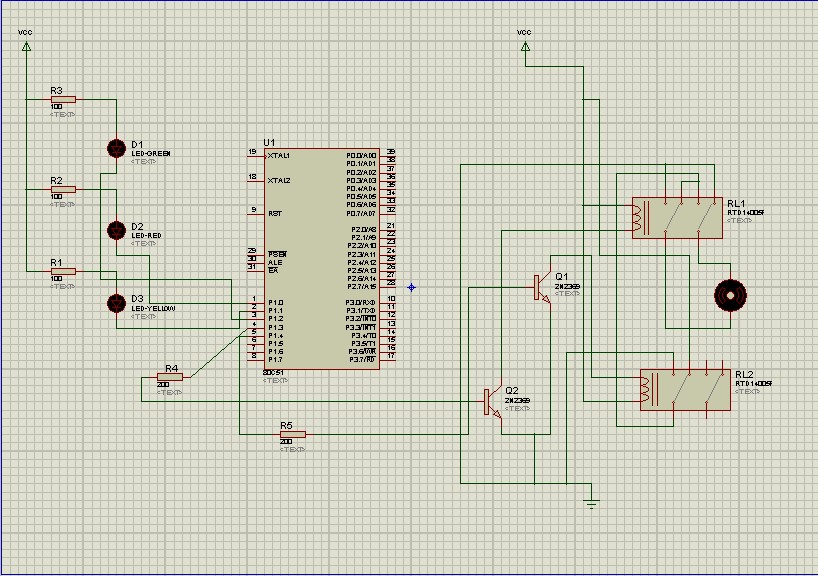 VCC
VCC
R3
100
<TEXT>
D1
LED-GREEN
<TEXT>
R2
100
<TEXT>
D2
LED-RED
<TEXT>
R1
100
<TEXT>
D3
LED-YELLOW
<TEXT>
R4
200
<TEXT>
R5
200
<TEXT>
U1
19 XTAL1
18 XTAL2
9 RST
29 PSEN
30 ALE
31 EA
1 P1.0
2 P1.1
3 P1.2
4 P1.3
5 P1.4
6 P1.5
7 P1.6
8 P1.7
P0.0/AD0 39
P0.1/AD1 38
P0.2/AD2 37
P0.3/AD3 36
P0.4/AD4 35
P0.5/AD5 34
P0.6/AD6 33
P0.7/AD7 32
P2.0/A8 21
P2.1/A9 22
P2.2/A10 23
P2.3/A11 24
P2.4/A12 25
P2.5/A13 26
P2.6/A14 27
P2.7/A15 28
P3.0/RXD 10
P3.1/TXD 11
P3.2/INT0 12
P3.3/INT1 13
P3.4/T0 14
P3.5/T1 15
P3.6/WR 16
P3.7/RD 17
80C51
<TEXT>
Q1
2N2369
<TEXT>
Q2
2N2369
<TEXT>
RL1
RTD14005F
<TEXT>
RL2
RTD14005F
<TEXT>